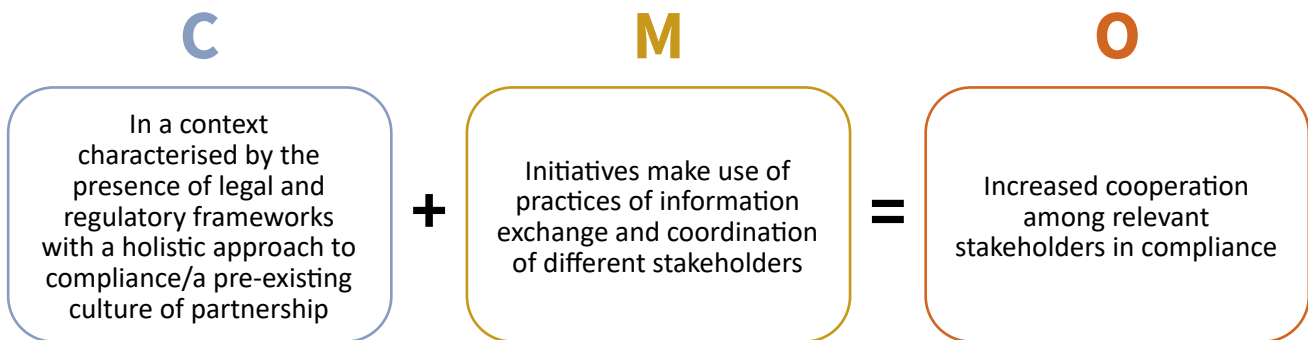 C
In a context
characterised by the
presence of legal and
regulatory frameworks
with a holistic approach to
compliance/a pre-existing
culture of partnership
+
M
Initiatives make use of
practices of information
exchange and coordination
of different stakeholders
=
O
Increased cooperation
among relevant
stakeholders in compliance